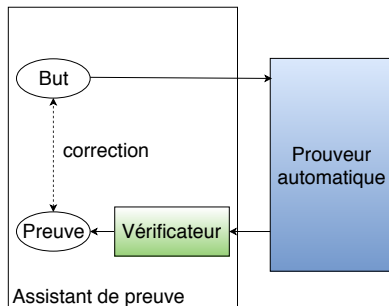 But
correction
Prouveur
automatique
Preuve
Vérificateur
Assistant de preuve